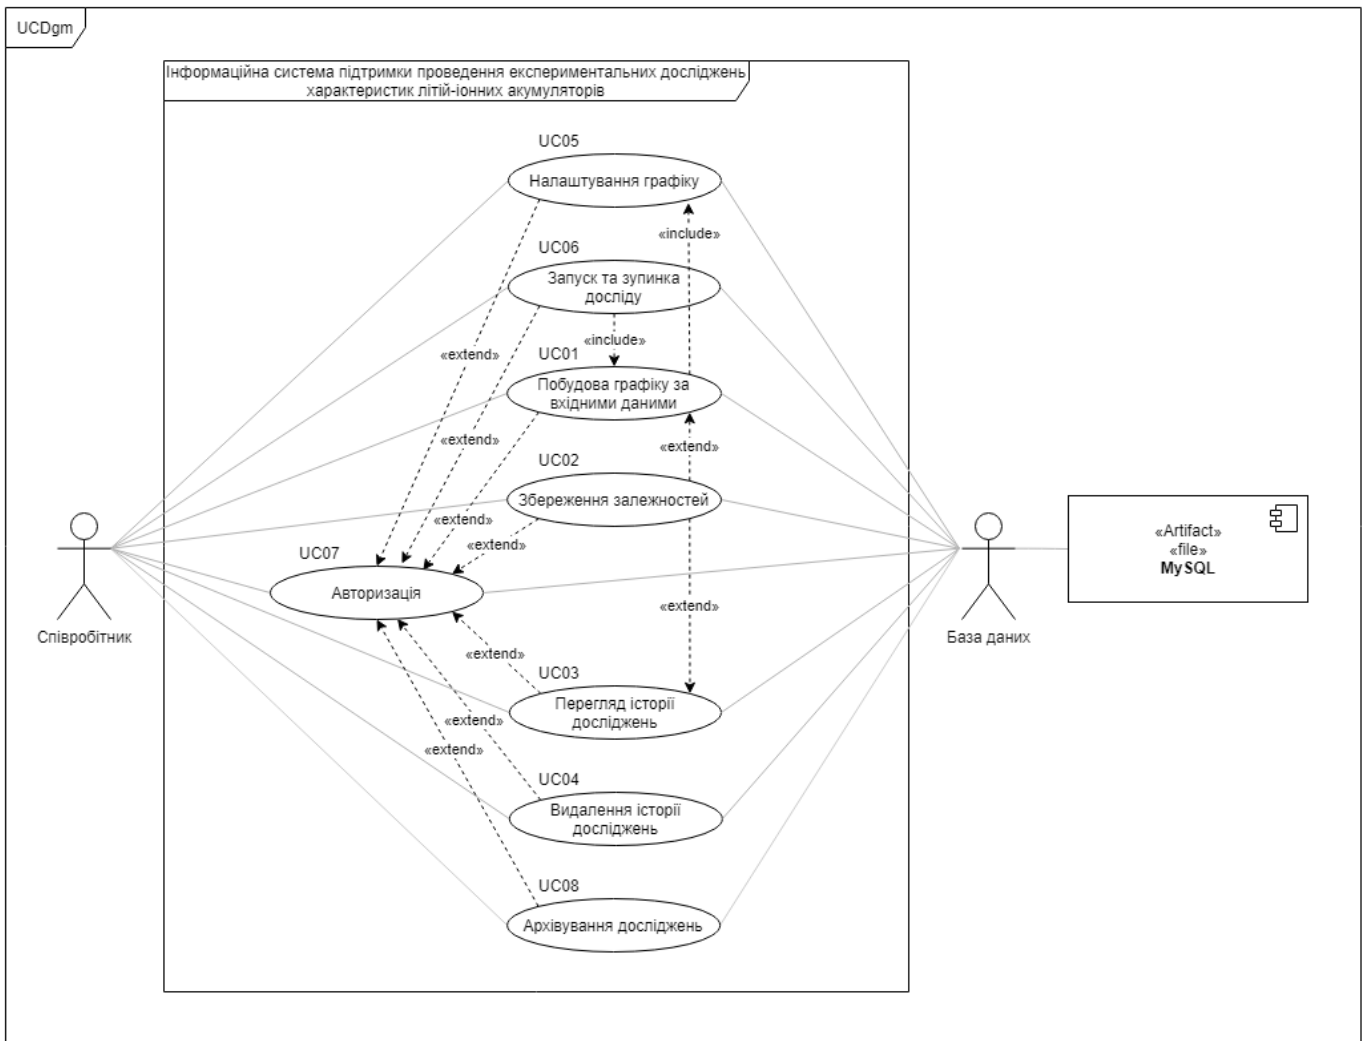 UCDgm
Інформаційна система підтримки проведення експериментальних досліджень
характеристик літій-іонних акумуляторів
UC05
Налаштування графіку
«include»
UC06
Запуск та зупинка
досліду
«include»
«extend»
UC01
Побудова графіку за
вхідними даними
«extend»
«extend»
UC02
Збереження залежностей
«extend»
«extend»
UC07
Авторизація
«extend»
«extend»
UC03
Перегляд історії
досліджень
«extend»
«extend»
UC04
Видалення історії
досліджень
UC08
Архівування досліджень
Співробітник
База даних
«Artifact»
«file»
MySQL